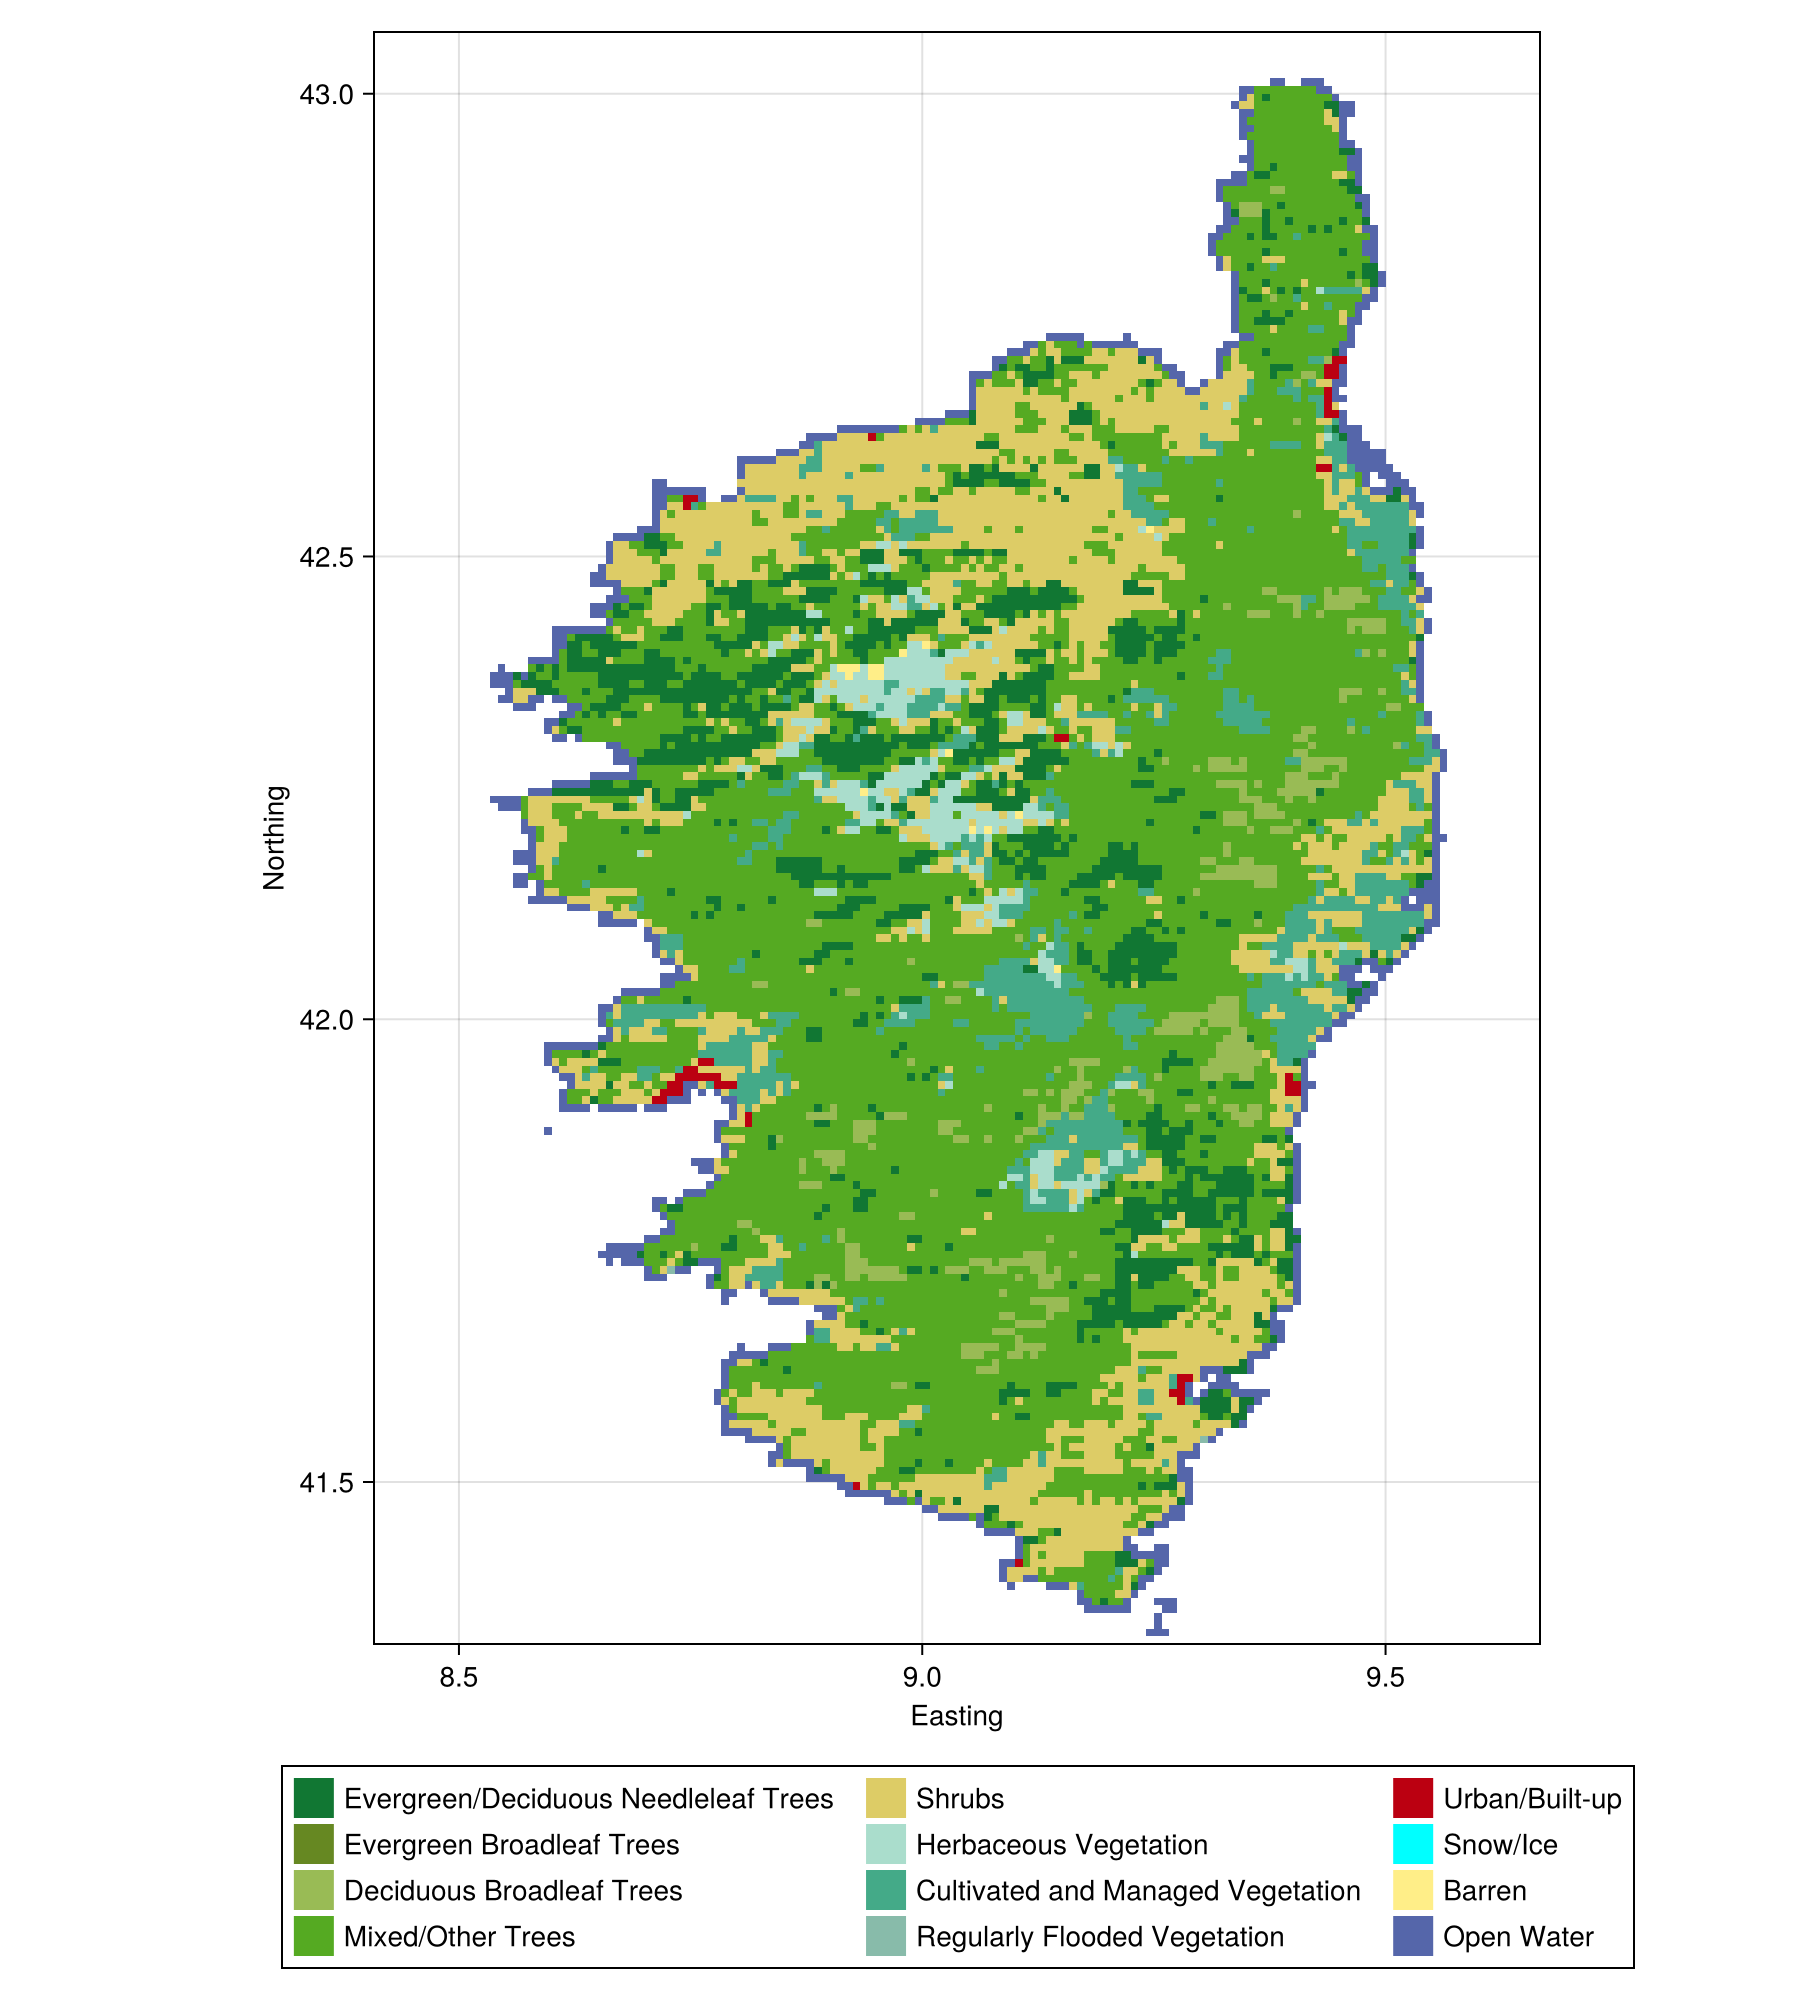 43.0
42.5
42.0
41.5
Northing
8.5 9.0 9.5
Easting
Evergreen/Deciduous Needleleaf Trees
Evergreen Broadleaf Trees
Deciduous Broadleaf Trees
Mixed/Other Trees
Shrubs
Herbaceous Vegetation
Cultivated and Managed Vegetation
Regularly Flooded Vegetation
Urban/Built-up
Snow/Ice
Barren
Open Water